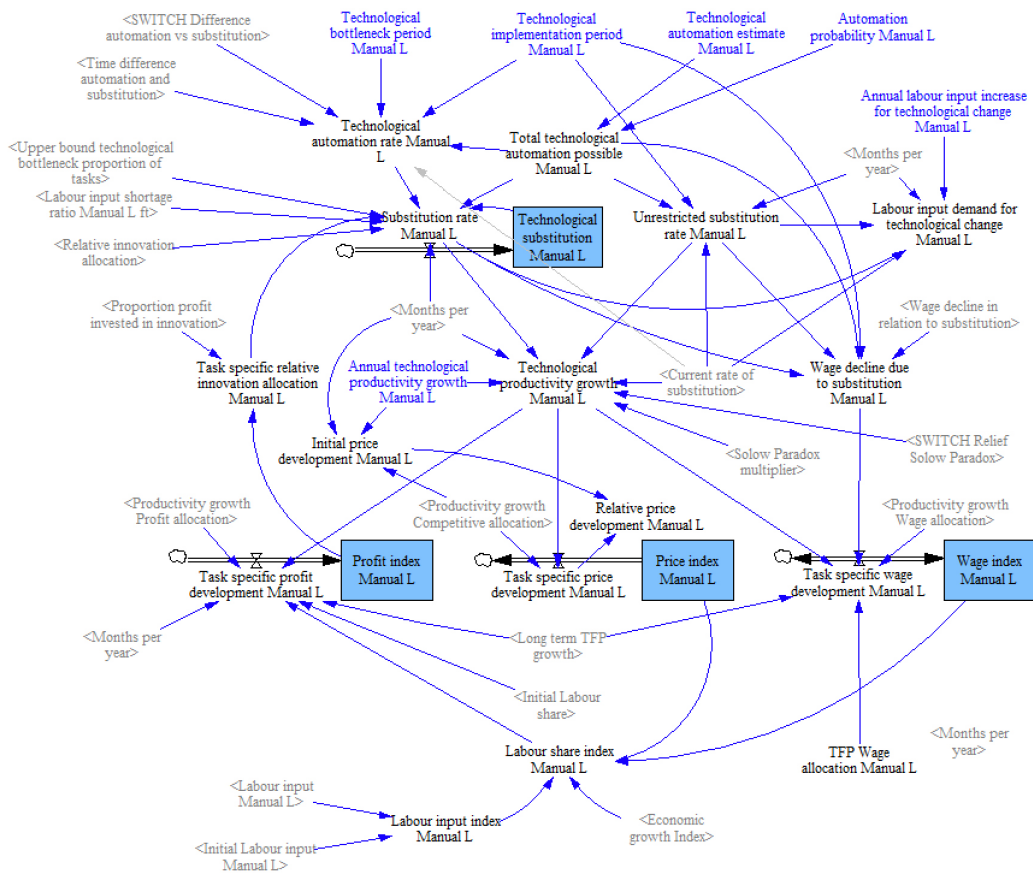 <SWITCH Difference
automation vs substitution>
Technological
bottleneck period
Manual L
Technological
implementation period
Manual L
Technological
automation estimate
Manual L
Automation
probability Manual L
<Time difference
automation and
substitution>
Annual labour input increase
for technological change
Manual L
Technological
automation rate Manual
L
Total technological
automation possible
Manual L
<Upper bound technological
bottleneck proportion of
tasks>
<Months per
year>
<Labour input shortage
ratio Manual L ft>
Substitution rate
Manual L
Technological
substitution
Manual L
Unrestricted substitution
rate Manual L
Labour input demand for
technological change
Manual L
<Relative innovation
allocation>
<Proportion profit
invested in innovation>
<Months per
year>
<Wage decline in
relation to substitution>
Task specific relative
innovation allocation
Manual L
Annual technological
productivity growth
Manual L
Technological
productivity growth
Manual L
<Current rate of
substitution>
Wage decline due
to substitution
Manual L
Initial price
development Manual L
<Solow Paradox
multiplier>
<SWITCH Relief
Solow Paradox>
<Productivity growth
Profit allocation>
<Productivity growth
Competitive allocation>
Relative price
development Manual L
<Productivity growth
Wage allocation>
Profit index
Manual L
Price index
Manual L
Wage index
Manual L
Task specific profit
development Manual L
Task specific price
development Manual L
Task specific wage
development Manual L
<Months per
year>
<Long term TFP
growth>
<Initial Labour
share>
Labour share index
Manual L
TFP Wage
allocation Manual L
<Months per
year>
<Labour input
Manual L>
Labour input index
Manual L
<Economic
growth Index>
<Initial Labour input
Manual L>